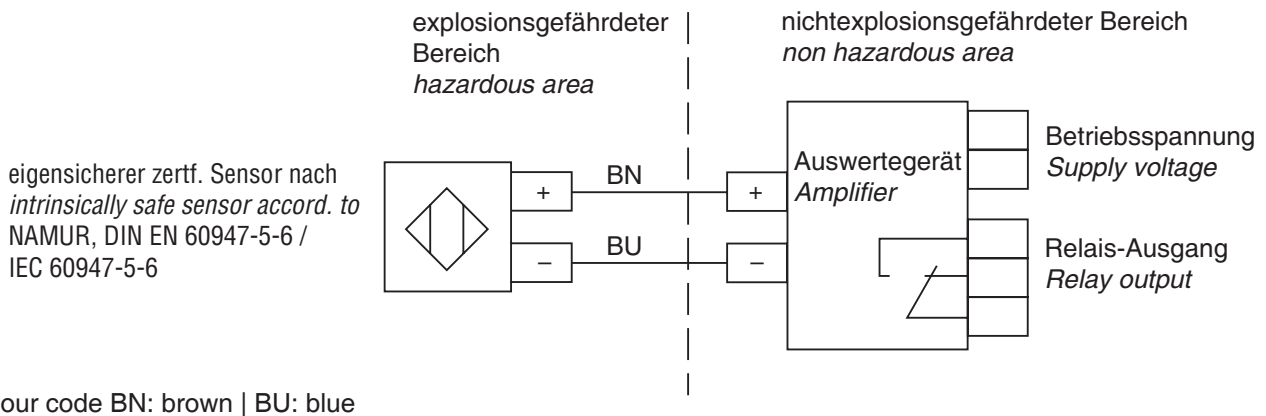 explosionsgefährdeter
Bereich
hazardous area
nichtexplosionsgefährdeter Bereich
non hazardous area
eigensicherer zertf. Sensor nach
intrinsically safe sensor accord. to
NAMUR, DIN EN 60947-5-6 /
IEC 60947-5-6
+
–
BN
BU
+
–
Auswertegerät
Amplifier
Betriebsspannung
Supply voltage
Relais-Ausgang
Relay output
our code BN: brown | BU: blue